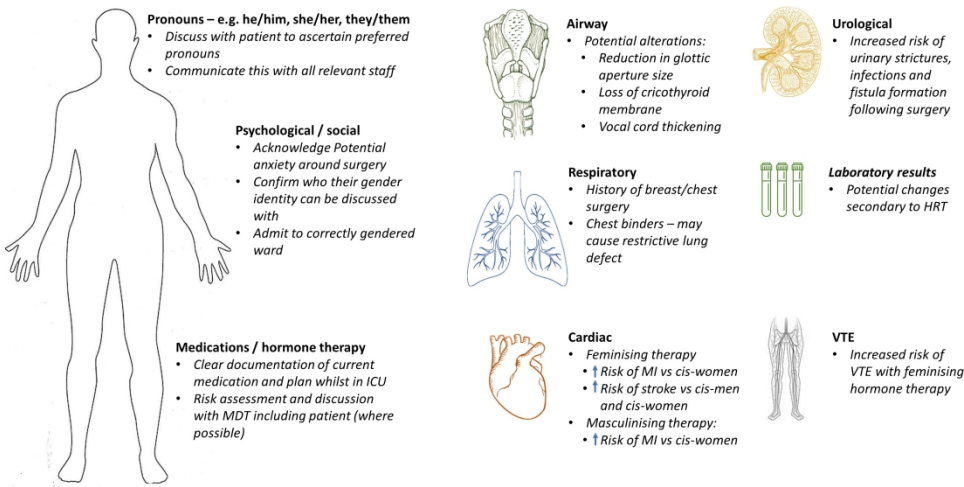 Pronouns – e.g. he/him, she/her, they/them
• Discuss with patient to ascertain preferred
pronouns
• Communicate this with all relevant staff
Psychological / social
• Acknowledge Potential
anxiety around surgery
• Confirm who their gender
identity can be discussed
with
• Admit to correctly gendered
ward
Medications / hormone therapy
• Clear documentation of current
medication and plan whilst in ICU
• Risk assessment and discussion
with MDT including patient (where
possible)
Airway
• Potential alterations:
• Reduction in glottic
aperture size
• Loss of cricothyroid
membrane
• Vocal cord thickening
Respiratory
• History of breast/chest
surgery
• Chest binders – may
cause restrictive lung
defect
Cardiac
• Feminising therapy
• ↑ Risk of MI vs cis-women
• ↑ Risk of stroke vs cis-men
and cis-women
• Masculinising therapy:
• ↑ Risk of MI vs cis-women
Urological
• Increased risk of
urinary strictures,
infections and
fistula formation
following surgery
Laboratory results
• Potential changes
secondary to HRT
VTE
• Increased risk of
VTE with feminising
hormone therapy